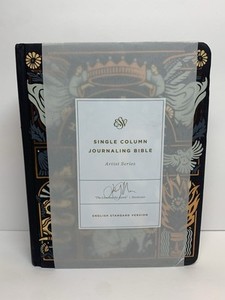 ESV
SINGLE COLUMN
JOURNALING BIBLE
Artist Series
ENGLISH STANDARD VERSION